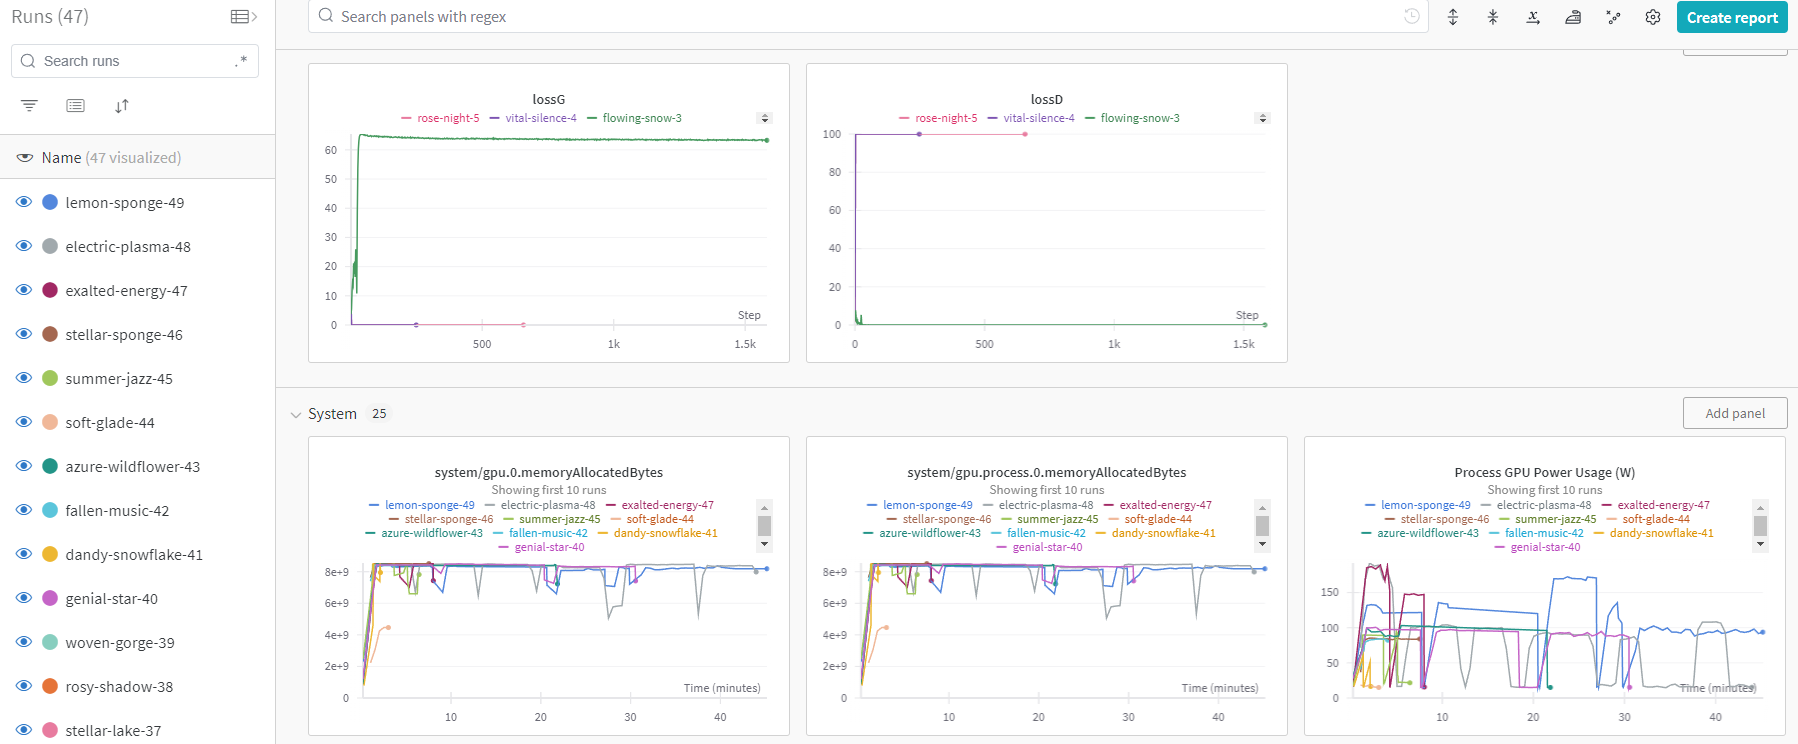 Runs (47)
Search runs
.*
Name (47 visualized)
lemon-sponge-49
electric-plasma-48
exalted-energy-47
stellar-sponge-46
summer-jazz-45
soft-glade-44
azure-wildflower-43
fallen-music-42
dandy-snowflake-41
genial-star-40
woven-gorge-39
rosy-shadow-38
stellar-lake-37
Search panels with regex
Create report
lossG
rose-night-5 vital-silence-4 flowing-snow-3
60
50
40
30
20
10
0
Step
500 1k 1.5k
lossD
rose-night-5 vital-silence-4 flowing-snow-3
100
80
60
40
20
0
Step
0 500 1k 1.5k
System 25
Add panel
system/gpu.0.memoryAllocatedBytes
Showing first 10 runs
lemon-sponge-49 electric-plasma-48 exalted-energy-47
stellar-sponge-46 summer-jazz-45 soft-glade-44
azure-wildflower-43 fallen-music-42 dandy-snowflake-41
genial-star-40
8e+9
6e+9
4e+9
2e+9
0
Time (minutes)
10 20 30 40
system/gpu.process.0.memoryAllocatedBytes
Showing first 10 runs
lemon-sponge-49 electric-plasma-48 exalted-energy-47
stellar-sponge-46 summer-jazz-45 soft-glade-44
azure-wildflower-43 fallen-music-42 dandy-snowflake-41
genial-star-40
8e+9
6e+9
4e+9
2e+9
0
Time (minutes)
10 20 30 40
Process GPU Power Usage (W)
Showing first 10 runs
lemon-sponge-49 electric-plasma-48 exalted-energy-47
stellar-sponge-46 summer-jazz-45 soft-glade-44
azure-wildflower-43 fallen-music-42 dandy-snowflake-41
genial-star-40
150
100
50
0
Time (minutes)
10 20 30 40